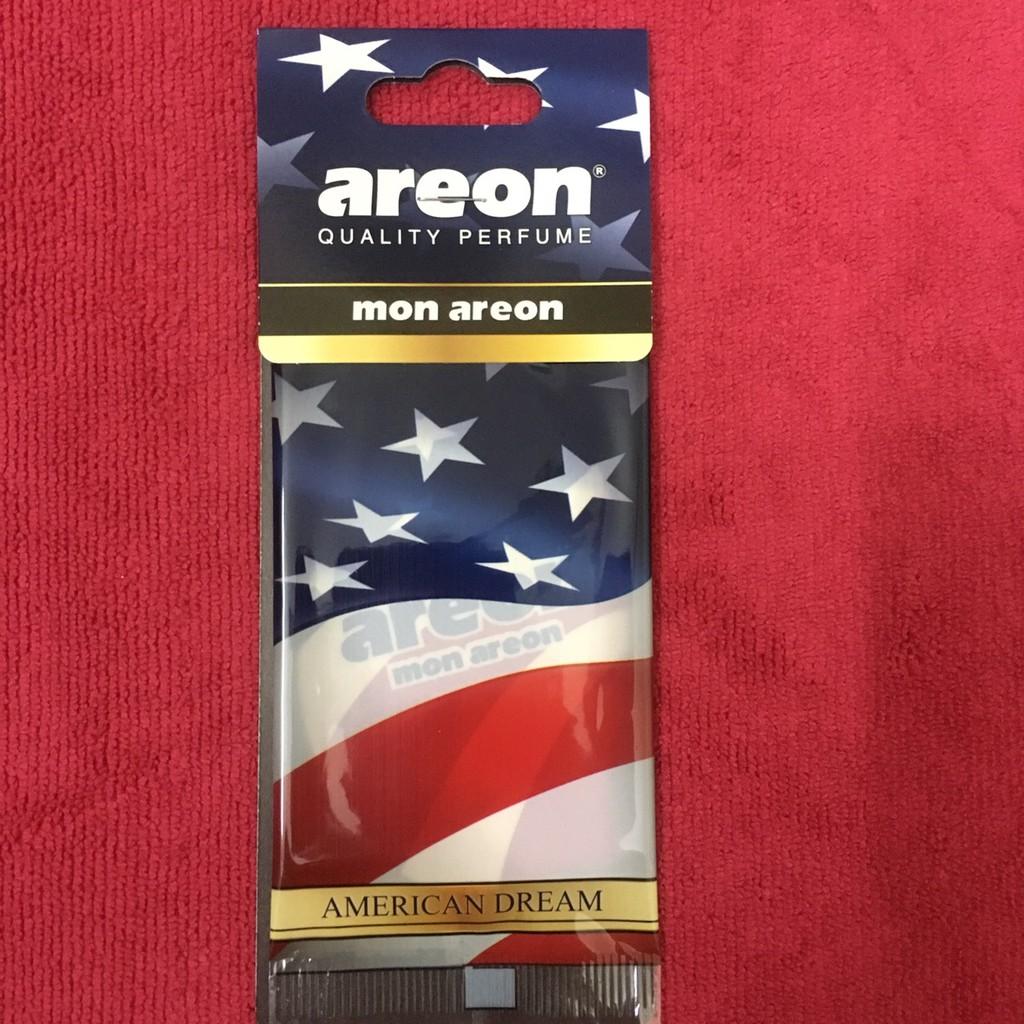 areon®
QUALITY PERFUME
mon areon
areon
mon areon
AMERICAN DREAM